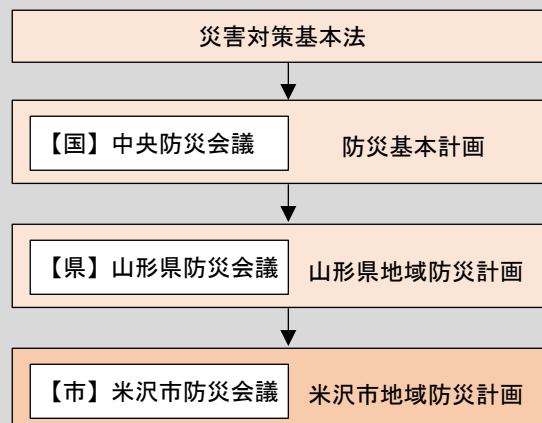 災害対策基本法
【国】中央防災会議 防災基本計画
【県】山形県防災会議 山形県地域防災計画
【市】米沢市防災会議 米沢市地域防災計画